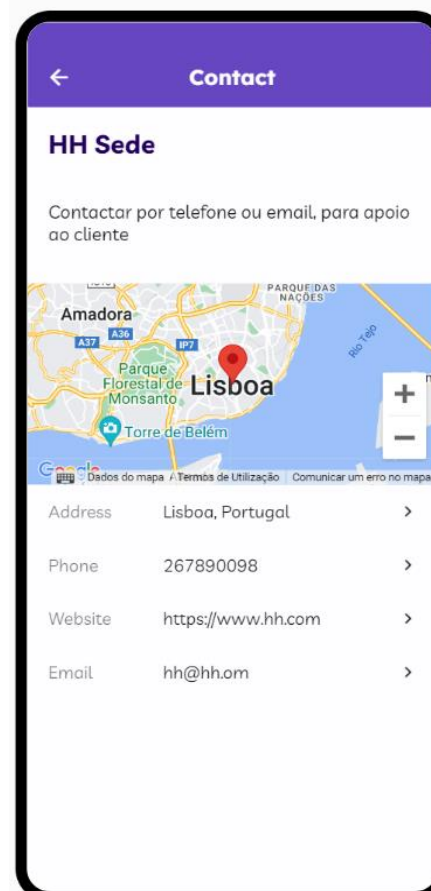 Contact
HH Sede
Contactar por telefone ou email, para apoio
ao cliente
PARQUE DAS
NAÇÕES
Amadora
A37
A36
IP7
Rio Tejo
Parque
Florestal de
Monsanto
Lisboa
Torre de Belém
+
−
Google
Dados do mapa
Termos de Utilização
Comunicar um erro no mapa
Address Lisboa, Portugal
Phone 267890098
Website https://www.hh.com
Email hh@hh.om